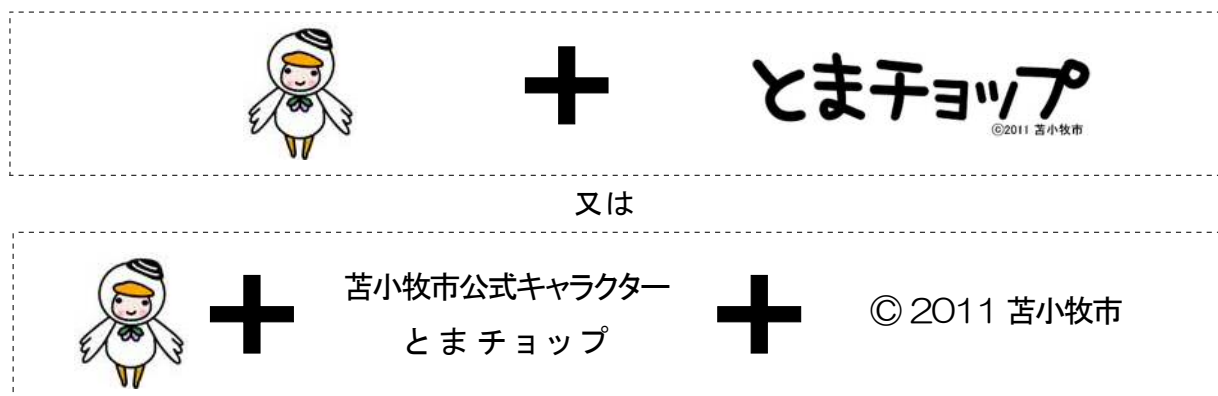 とまチョップ
©2011 苫小牧市
又は
苫小牧市公式キャラクター
とまチョップ
© 2011 苫小牧市